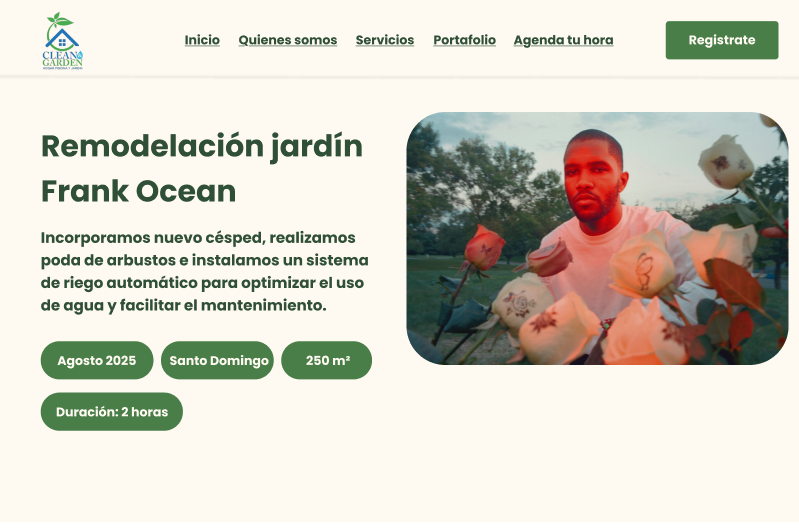 CLEAN
GARDEN
Inicio
Quienes somos
Servicios
Portafolio
Agenda tu hora
Registrate
Remodelación jardín
Frank Ocean
Incorporamos nuevo césped, realizamos
poda de arbustos e instalamos un sistema
de riego automático para optimizar el uso
de agua y facilitar el mantenimiento.
Agosto 2025
Santo Domingo
250 m²
Duración: 2 horas